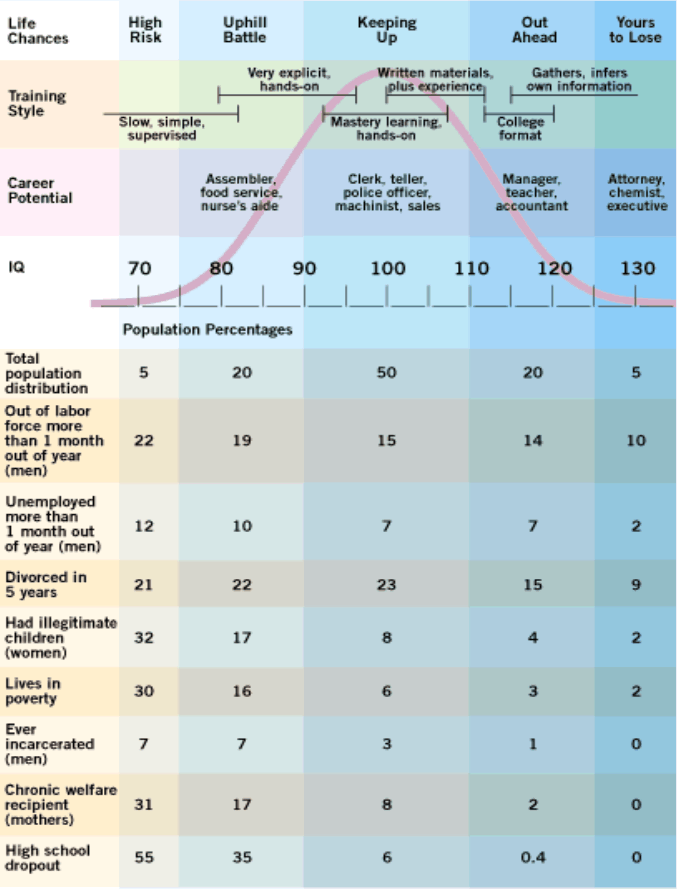 Life Chances
High Risk
Uphill Battle
Keeping Up
Out Ahead
Yours to Lose
Training Style
Very explicit, hands-on
Written materials, plus experience
Gathers, infers own information
Slow, simple, supervised
Mastery learning, hands-on
College format
Career Potential
Assembler, food service, nurse's aide
Clerk, teller, police officer, machinist, sales
Manager, teacher, accountant
Attorney, chemist, executive
IQ 70 80 90 100 110 120 130
Population Percentages
Total population distribution 5 20 50 20 5
Out of labor force more than 1 month out of year (men) 22 19 15 14 10
Unemployed more than 1 month out of year (men) 12 10 7 7 2
Divorced in 5 years 21 22 23 15 9
Had illegitimate children (women) 32 17 8 4 2
Lives in poverty 30 16 6 3 2
Ever incarcerated (men) 7 7 3 1 0
Chronic welfare recipient (mothers) 31 17 8 2 0
High school dropout 55 35 6 0.4 0